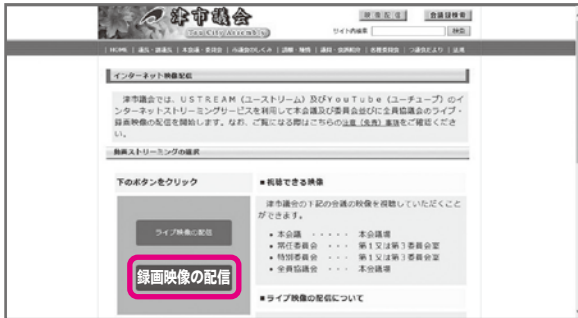 津市議会
Tsu City Assembly
映像配信
会議録検索
サイト内検索
検索
インターネット映像配信
津市議会では、USTREAM（ユーストリーム）及びYouTube（ユーチューブ）のイ
ンターネットストリーミングサービスを利用して本会議及び委員会並びに全員協議会のライブ・
録画映像の配信を開始します。なお、ご覧になる際はこちらの注意（免責）事項をご確認くださ
い。
動画ストリーミングの選択
下のボタンをクリック
ライブ映像の配信
録画映像の配信
■視聴できる映像
津市議会の下記の会議の映像を視聴していただくこと
ができます。
・本会議 ・・・・・ 本会議場
・常任委員会 ・・・ 第１又は第３委員会室
・特別委員会 ・・・ 第１又は第３委員会室
・全員協議会 ・・・ 本会議場
■ライブ映像の配信について